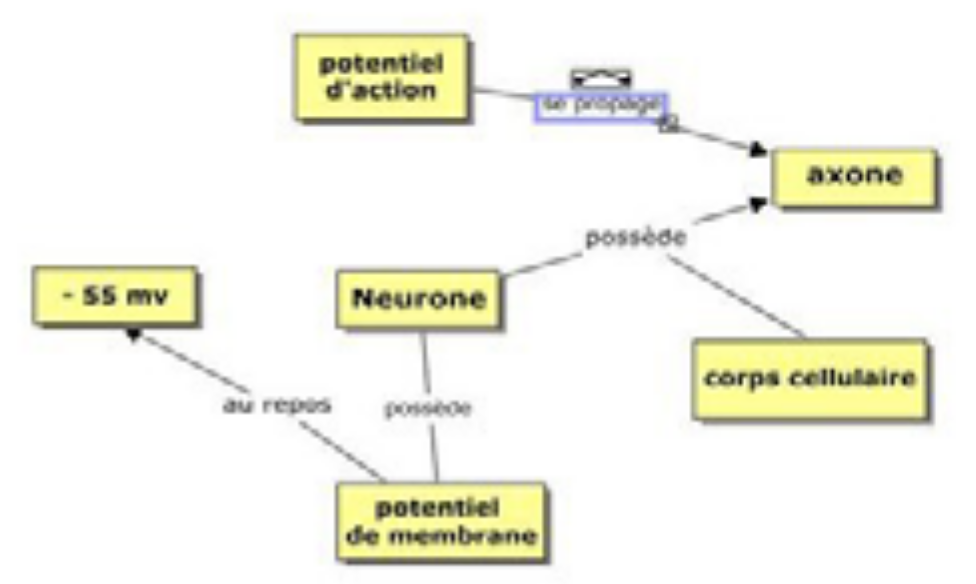 potentiel
d'action
se propage
axone
possède
- 55 mv
Neurone
corps cellulaire
au repos
possède
potentiel
de membrane